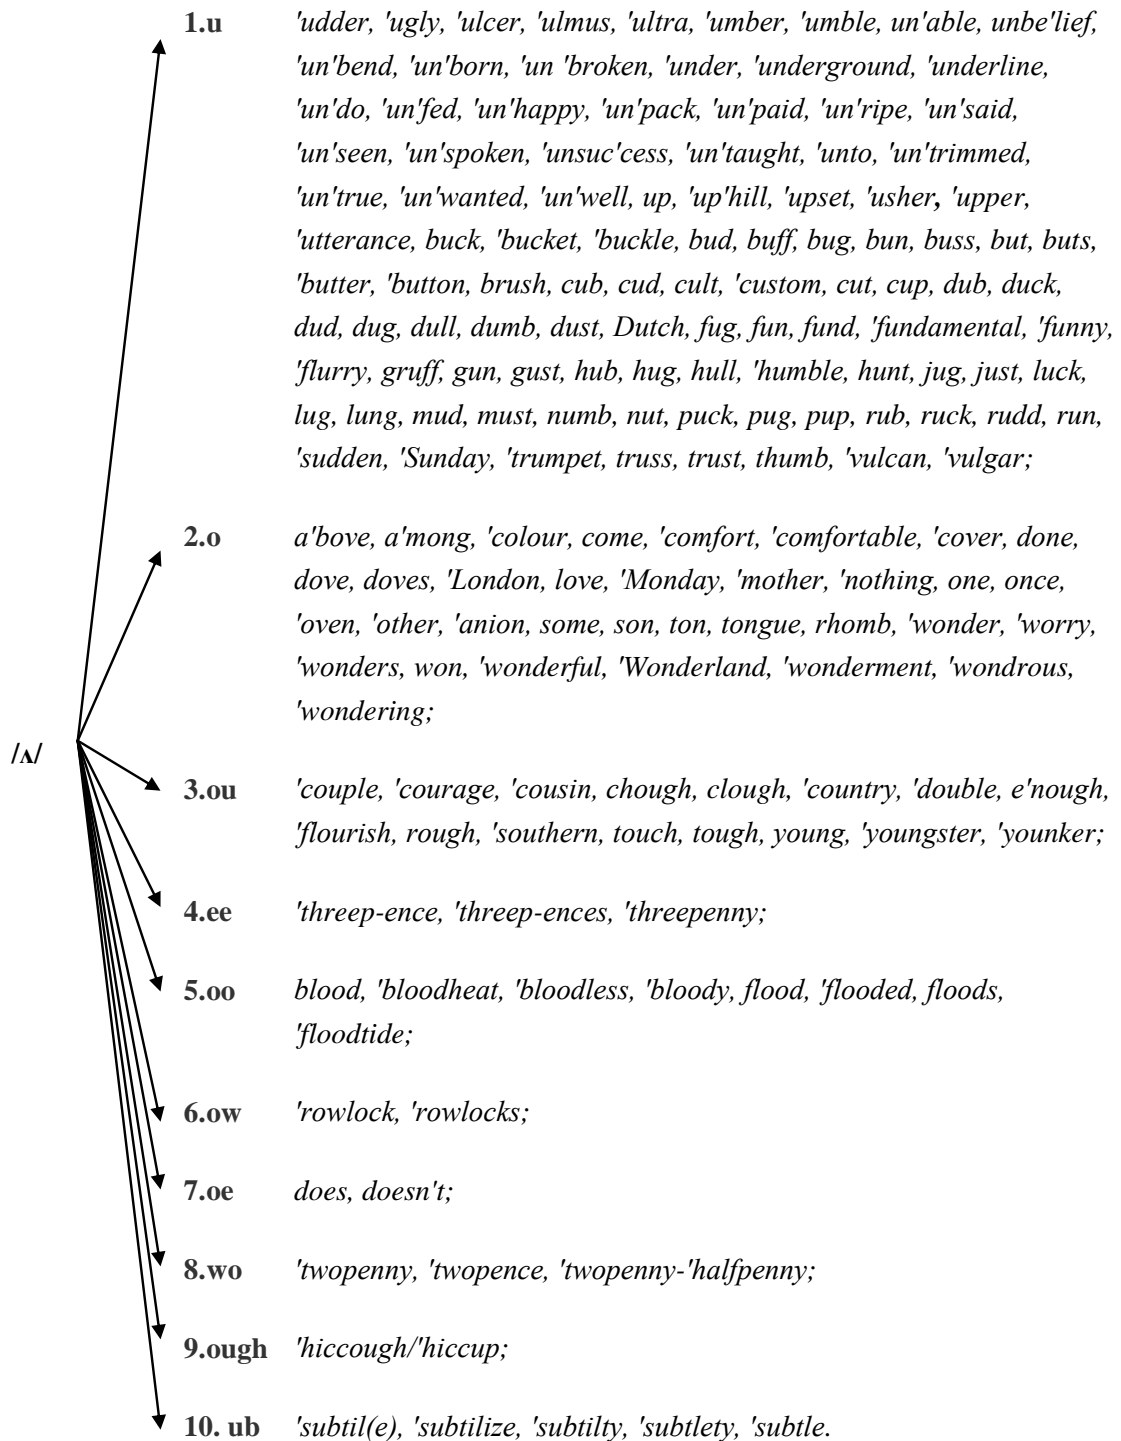 1.u 'udder, 'ugly, 'ulcer, 'ulmus, 'ultra, 'umber, 'umble, un'able, unbe'lief,
'un'bend, 'un'born, 'un 'broken, 'under, 'underground, 'underline,
'un'do, 'un'fed, 'un'happy, 'un'pack, 'un'paid, 'un'ripe, 'un'said,
'un'seen, 'un'spoken, 'unsuc'cess, 'un'taught, 'unto, 'un'trimmed,
'un'true, 'un'wanted, 'un'well, up, 'up'hill, 'upset, 'usher, 'upper,
'utterance, buck, 'bucket, 'buckle, bud, buff, bug, bun, buss, but, buts,
'butter, 'button, brush, cub, cud, cult, 'custom, cut, cup, dub, duck,
dud, dug, dull, dumb, dust, Dutch, fug, fun, fund, 'fundamental, 'funny,
'flurry, gruff, gun, gust, hub, hug, hull, 'humble, hunt, jug, just, luck,
lug, lung, mud, must, numb, nut, puck, pug, pup, rub, ruck, rudd, run,
'sudden, 'Sunday, 'trumpet, truss, trust, thumb, 'vulcan, 'vulgar;
2.o a'bove, a'mong, 'colour, come, 'comfort, 'comfortable, 'cover, done,
dove, doves, 'London, love, 'Monday, 'mother, 'nothing, one, once,
'oven, 'other, 'anion, some, son, ton, tongue, rhomb, 'wonder, 'worry,
'wonders, won, 'wonderful, 'Wonderland, 'wonderment, 'wondrous,
'wondering;
/ʌ/
3.ou 'couple, 'courage, 'cousin, chough, clough, 'country, 'double, e'nough,
'flourish, rough, 'southern, touch, tough, young, 'youngster, 'younker;
4.ee 'threep-ence, 'threep-ences, 'threepenny;
5.oo blood, 'bloodheat, 'bloodless, 'bloody, flood, 'flooded, floods,
'floodtide;
6.ow 'rowlock, 'rowlocks;
7.oe does, doesn't;
8.wo 'twopenny, 'twopence, 'twopenny-'halfpenny;
9.ough 'hiccough/'hiccup;
10. ub 'subtil(e), 'subtilize, 'subtilty, 'subtlety, 'subtle.